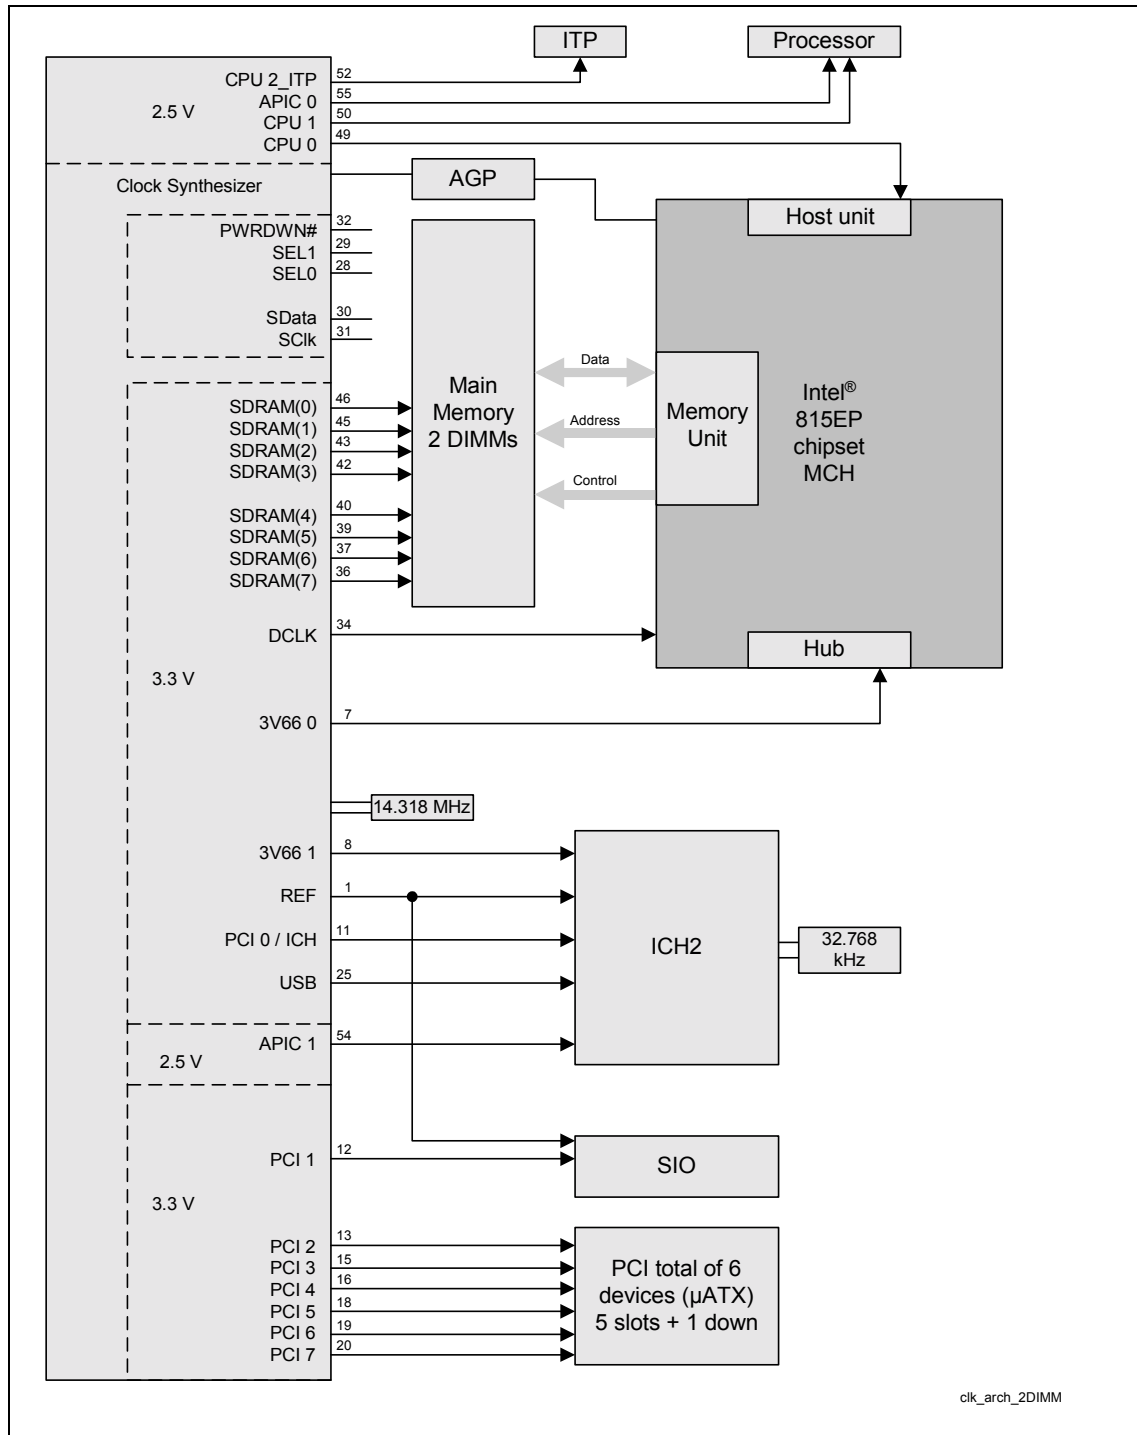 ITP
Processor
CPU 2_ITP 52
APIC 0 55
2.5 V
CPU 1 50
CPU 0 49
Clock Synthesizer
AGP
Host unit
PWRDWN# 32
SEL1 29
SEL0 28
SData 30
SClk 31
Main
Memory
2 DIMMs
Data
Address
Control
Memory
Unit
Intel®
815EP
chipset
MCH
SDRAM(0) 46
SDRAM(1) 45
SDRAM(2) 43
SDRAM(3) 42
SDRAM(4) 40
SDRAM(5) 39
SDRAM(6) 37
SDRAM(7) 36
DCLK 34
Hub
3.3 V
3V66 0 7
14.318 MHz
3V66 1 8
REF 1
PCI 0 / ICH 11
USB 25
ICH2
32.768
kHz
APIC 1 54
2.5 V
PCI 1 12
SIO
3.3 V
PCI 2 13
PCI 3 15
PCI 4 16
PCI 5 18
PCI 6 19
PCI 7 20
PCI total of 6
devices (µATX)
5 slots + 1 down
clk_arch_2DIMM